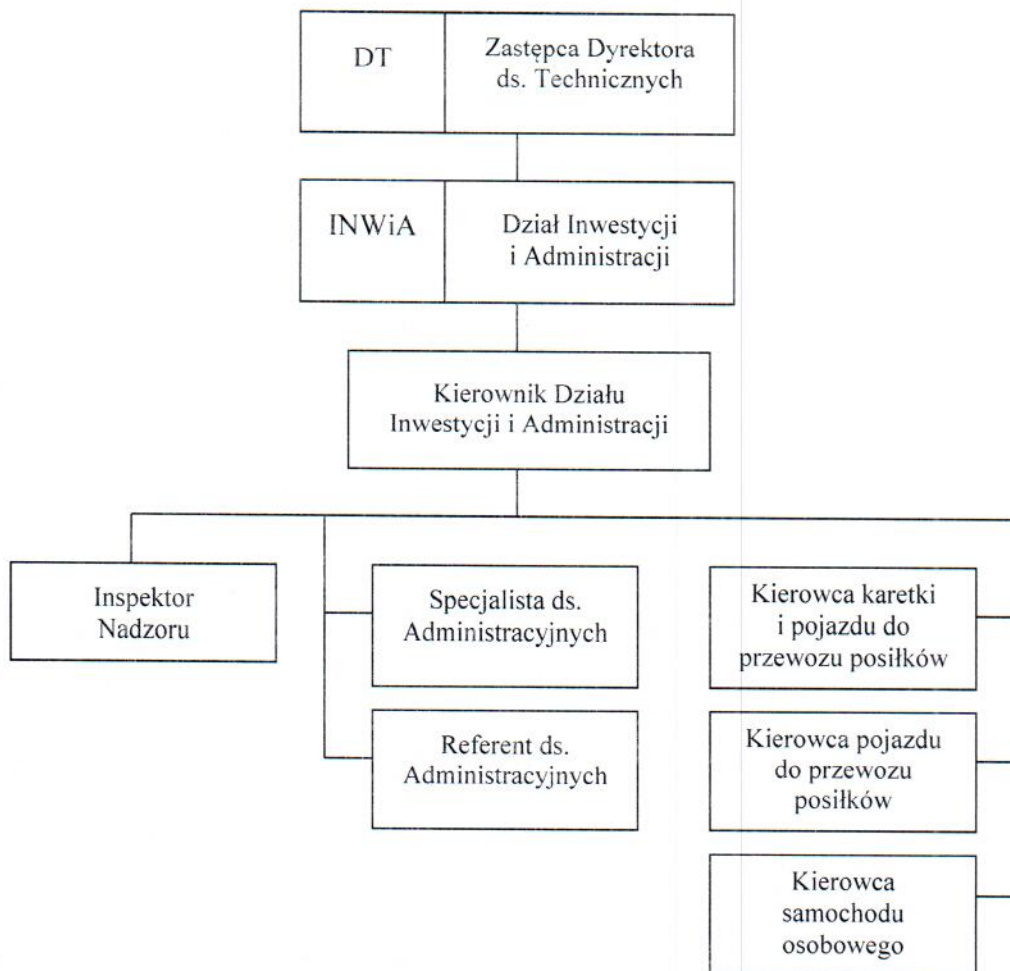 DT
Zastępca Dyrektora
ds. Technicznych
INWiA
Dział Inwestycji
i Administracji
Kierownik Działu
Inwestycji i Administracji
Inspektor
Nadzoru
Specjalista ds.
Administracyjnych
Referent ds.
Administracyjnych
Kierowca karetki
i pojazdu do
przewozu posiłków
Kierowca pojazdu
do przewozu
posiłków
Kierowca
samochodu
osobowego